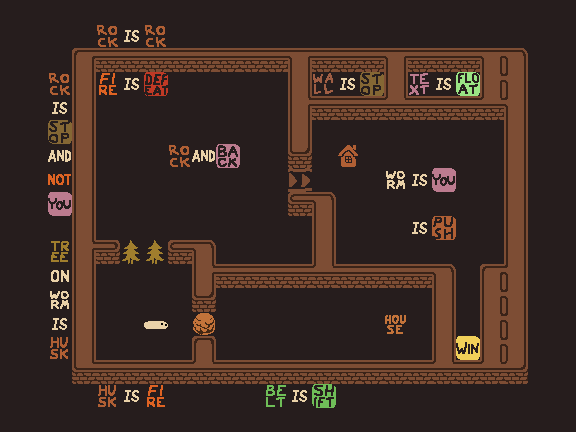 ROCK IS ROCK
FIRE IS DEFEAT
WALL IS STOP
TEXT IS FLOAT
ROCK IS STOP AND NOT YOU
ROCK AND BACK
WORM IS YOU
IS PUSH
TREE ON WORM IS HUSK
HOUSE
WIN
HUSK IS FIRE
BELT IS SHIFT